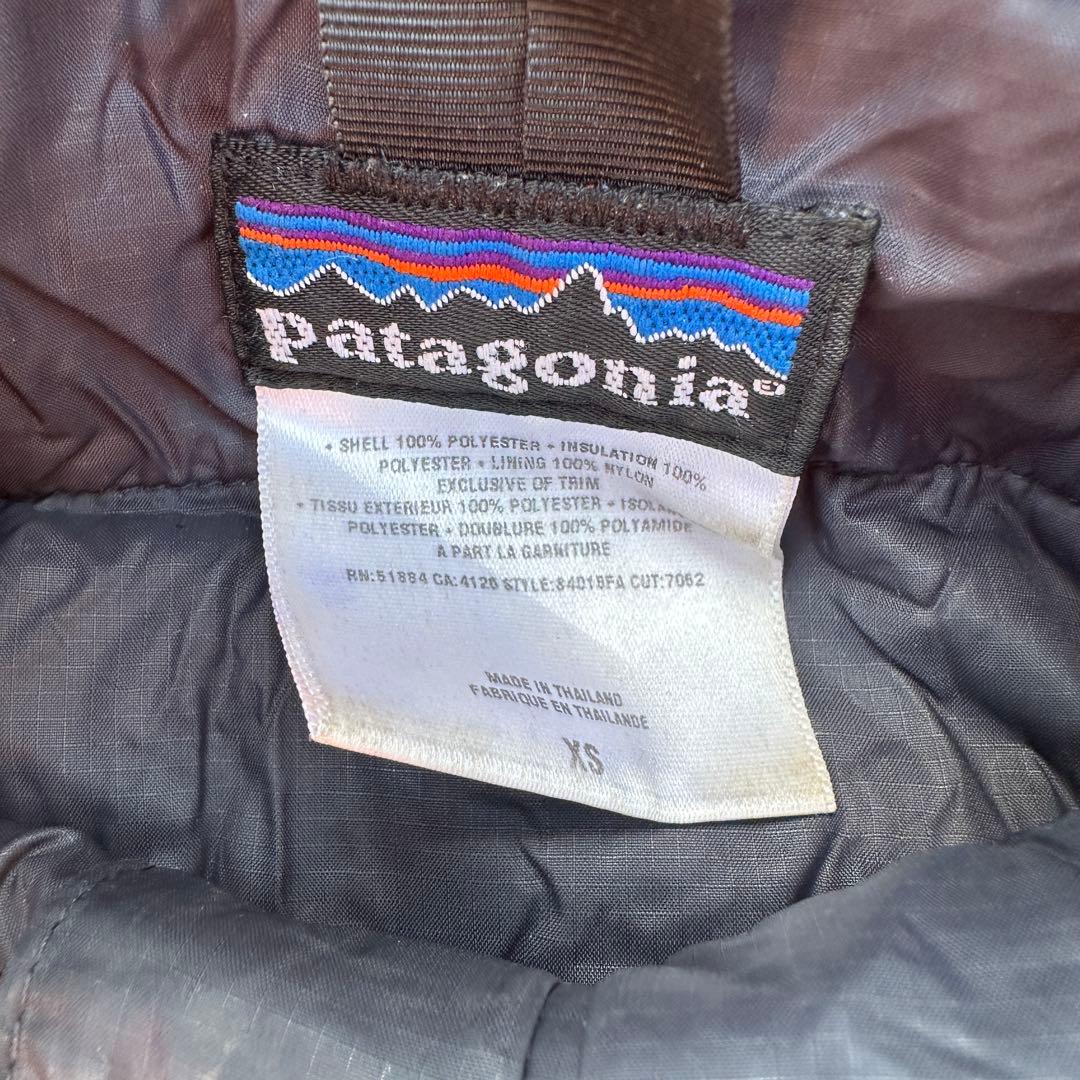 patagonia®
• SHELL 100% POLYESTER • INSULATION 100%
POLYESTER • LINING 100% NYLON
EXCLUSIVE OF TRIM
• TISSU EXTERIEUR 100% POLYESTER •
POLYESTER • DOUBLURE 100% POLYAMIDE
A PART LA GARNITURE
RN:51884 CA:4126 STYLE:84015FA CUT:7062
MADE IN THAILAND
FABRIQUE EN THAILANDE
XS